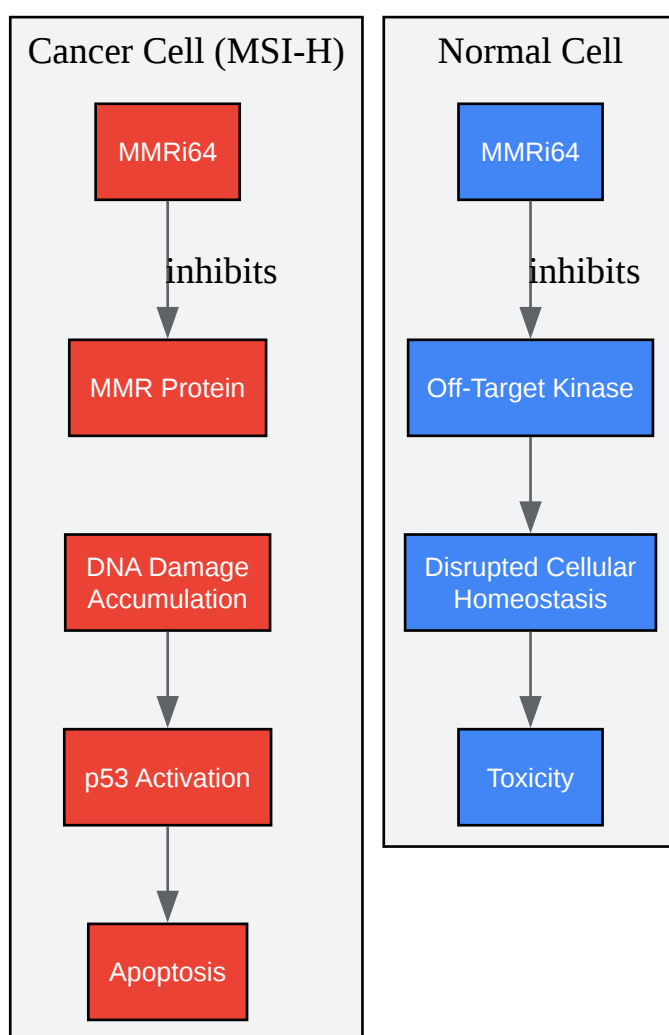 Cancer Cell (MSI-H)
MMRi64
inhibits
MMR Protein
DNA Damage
Accumulation
p53 Activation
Apoptosis
Normal Cell
MMRi64
inhibits
Off-Target Kinase
Disrupted Cellular
Homeostasis
Toxicity